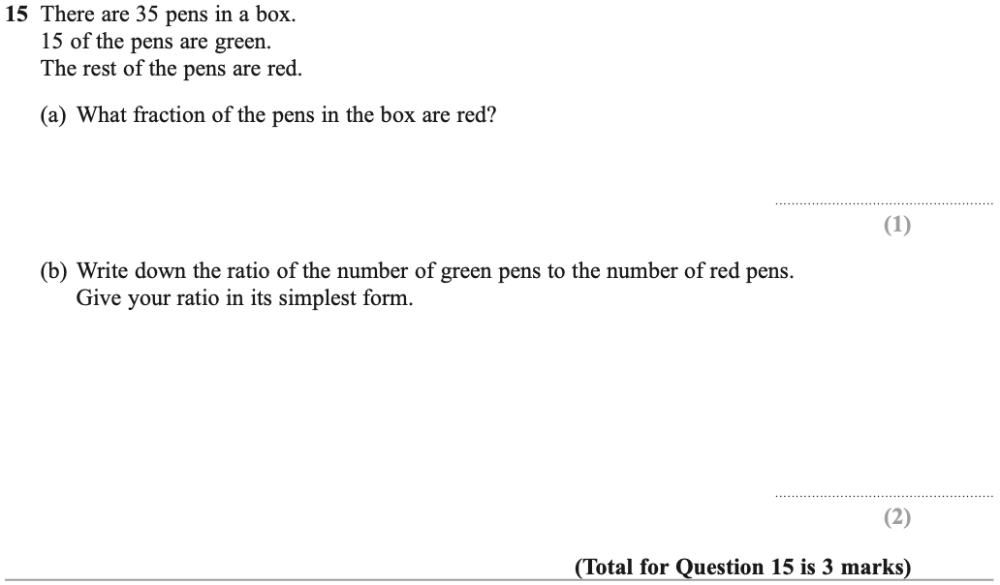 15 There are 35 pens in a box.
15 of the pens are green.
The rest of the pens are red.
(a) What fraction of the pens in the box are red?
(1)
(b) Write down the ratio of the number of green pens to the number of red pens.
Give your ratio in its simplest form.
(2)
(Total for Question 15 is 3 marks)